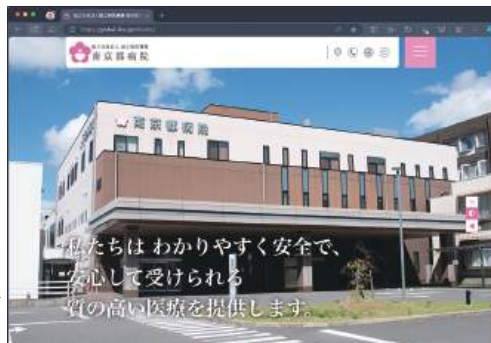 南京都病院
南京都病院
私たちは わかりやすく安全で、
安心して受けられる
質の高い医療を提供します。